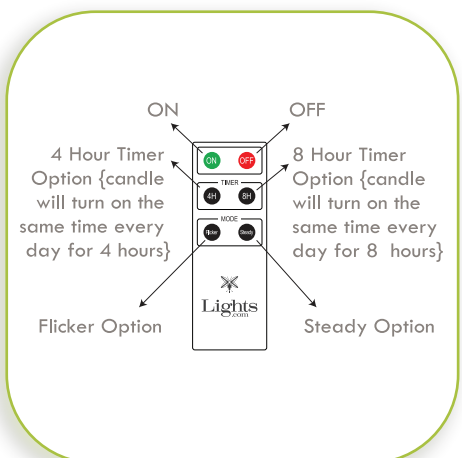 ON
OFF
4 Hour Timer
Option {candle
will turn on the
same time every
day for 4 hours}
8 Hour Timer
Option {candle
will turn on the
same time every
day for 8 hours}
ON OFF
TIMER
4H 8H
MODE
Flicker Steady
Lights
.com
Flicker Option
Steady Option